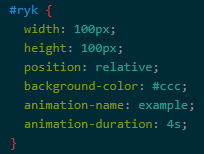 #ryk {
  width: 100px;
  height: 100px;
  position: relative;
  background-color: #ccc;
  animation-name: example;
  animation-duration: 4s;
}